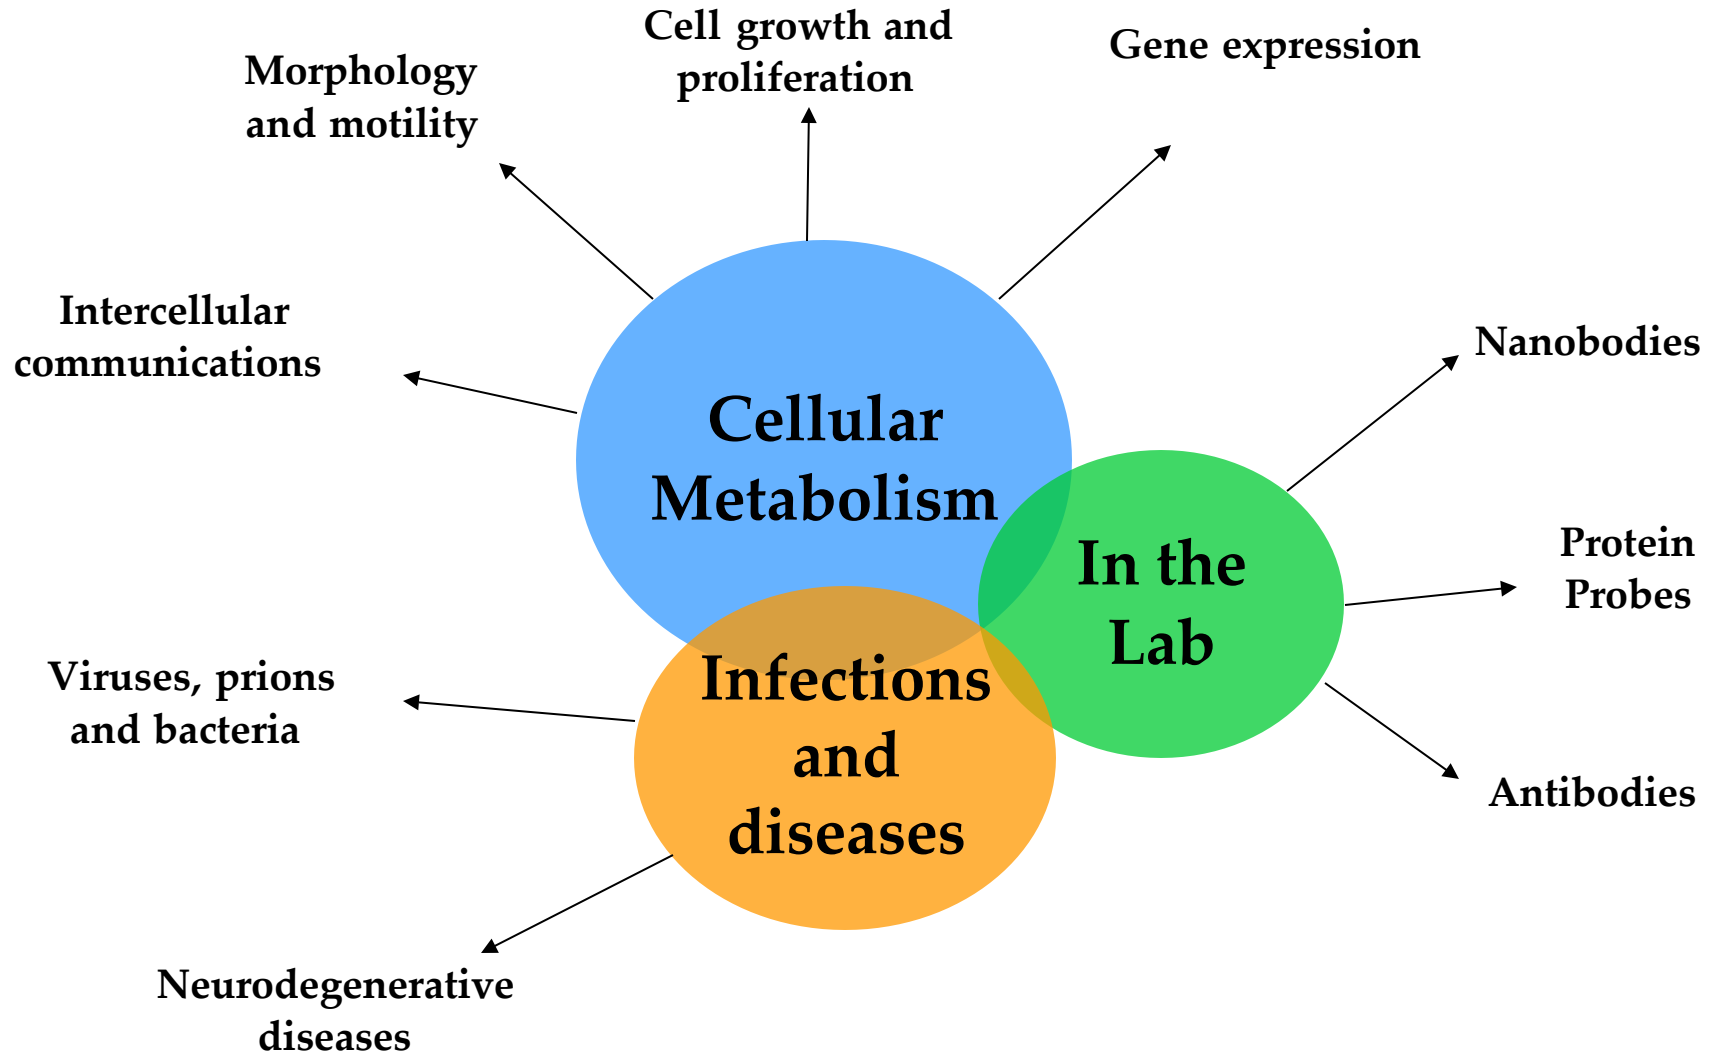 Cell growth and
proliferation
Gene expression
Morphology
and motility
Intercellular
communications
Nanobodies
Cellular
Metabolism
Protein
Probes
In the
Lab
Viruses, prions
and bacteria
Infections
and
diseases
Antibodies
Neurodegenerative
diseases